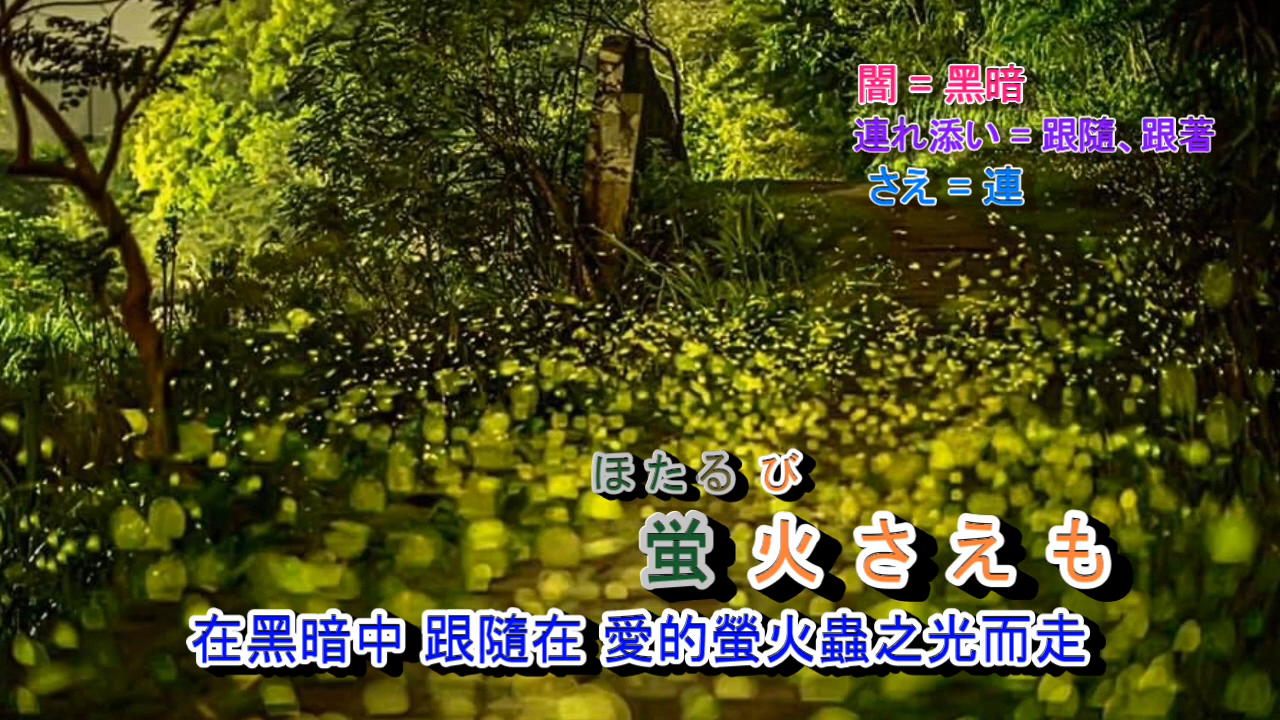 闇 = 黑暗
連れ添い = 跟隨、跟著
さえ = 連
ほたる び
蛍 火 さ え も
在黑暗中 跟隨在 愛的螢火蟲之光而走